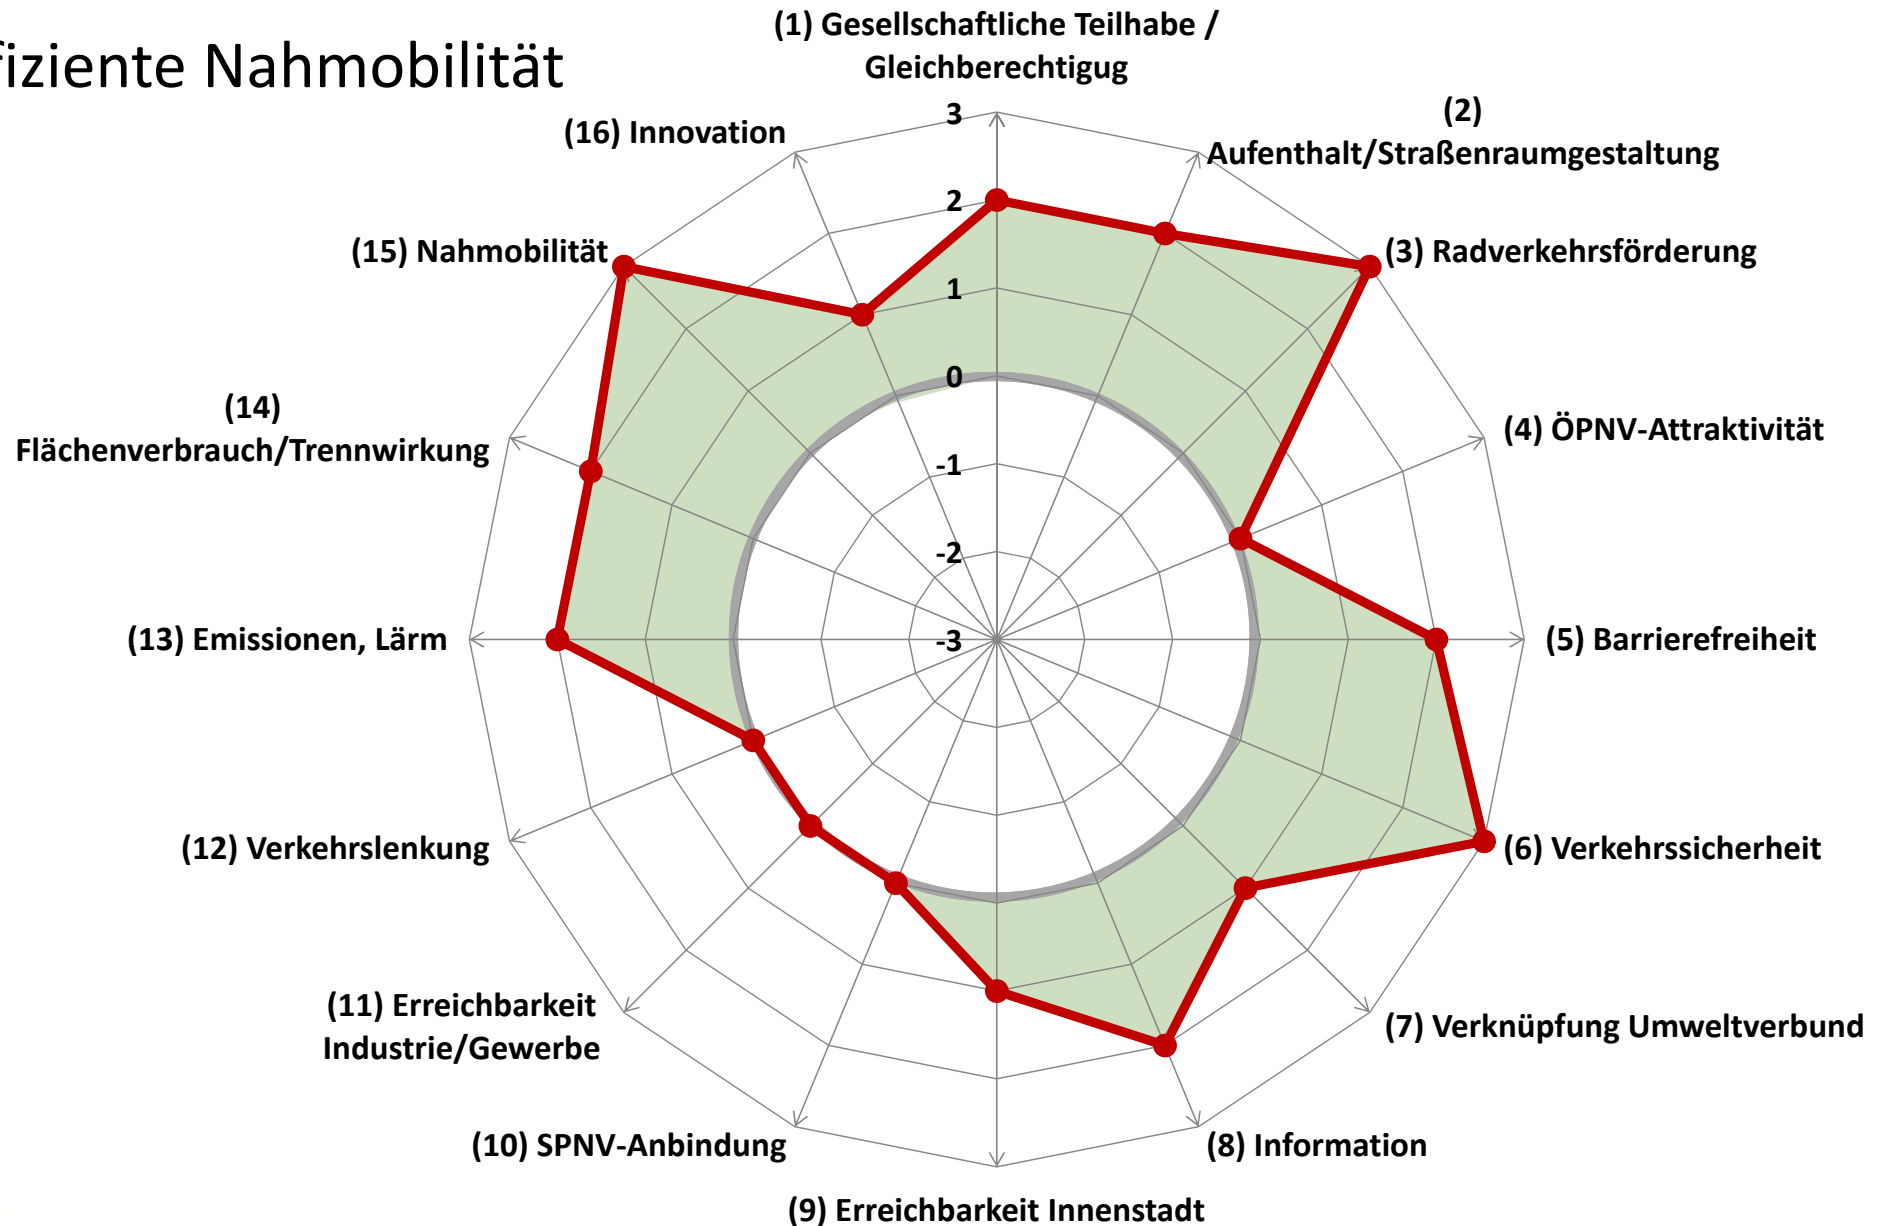 fiziente Nahmobilität
(1) Gesellschaftliche Teilhabe /
Gleichberechtigug
(2)
Aufenthalt/Straßenraumgestaltung
(3) Radverkehrsförderung
(4) ÖPNV-Attraktivität
(5) Barrierefreiheit
(6) Verkehrssicherheit
(7) Verknüpfung Umweltverbund
(8) Information
(9) Erreichbarkeit Innenstadt
(10) SPNV-Anbindung
(11) Erreichbarkeit
Industrie/Gewerbe
(12) Verkehrslenkung
(13) Emissionen, Lärm
(14)
Flächenverbrauch/Trennwirkung
(15) Nahmobilität
(16) Innovation
3
2
1
0
-1
-2
-3